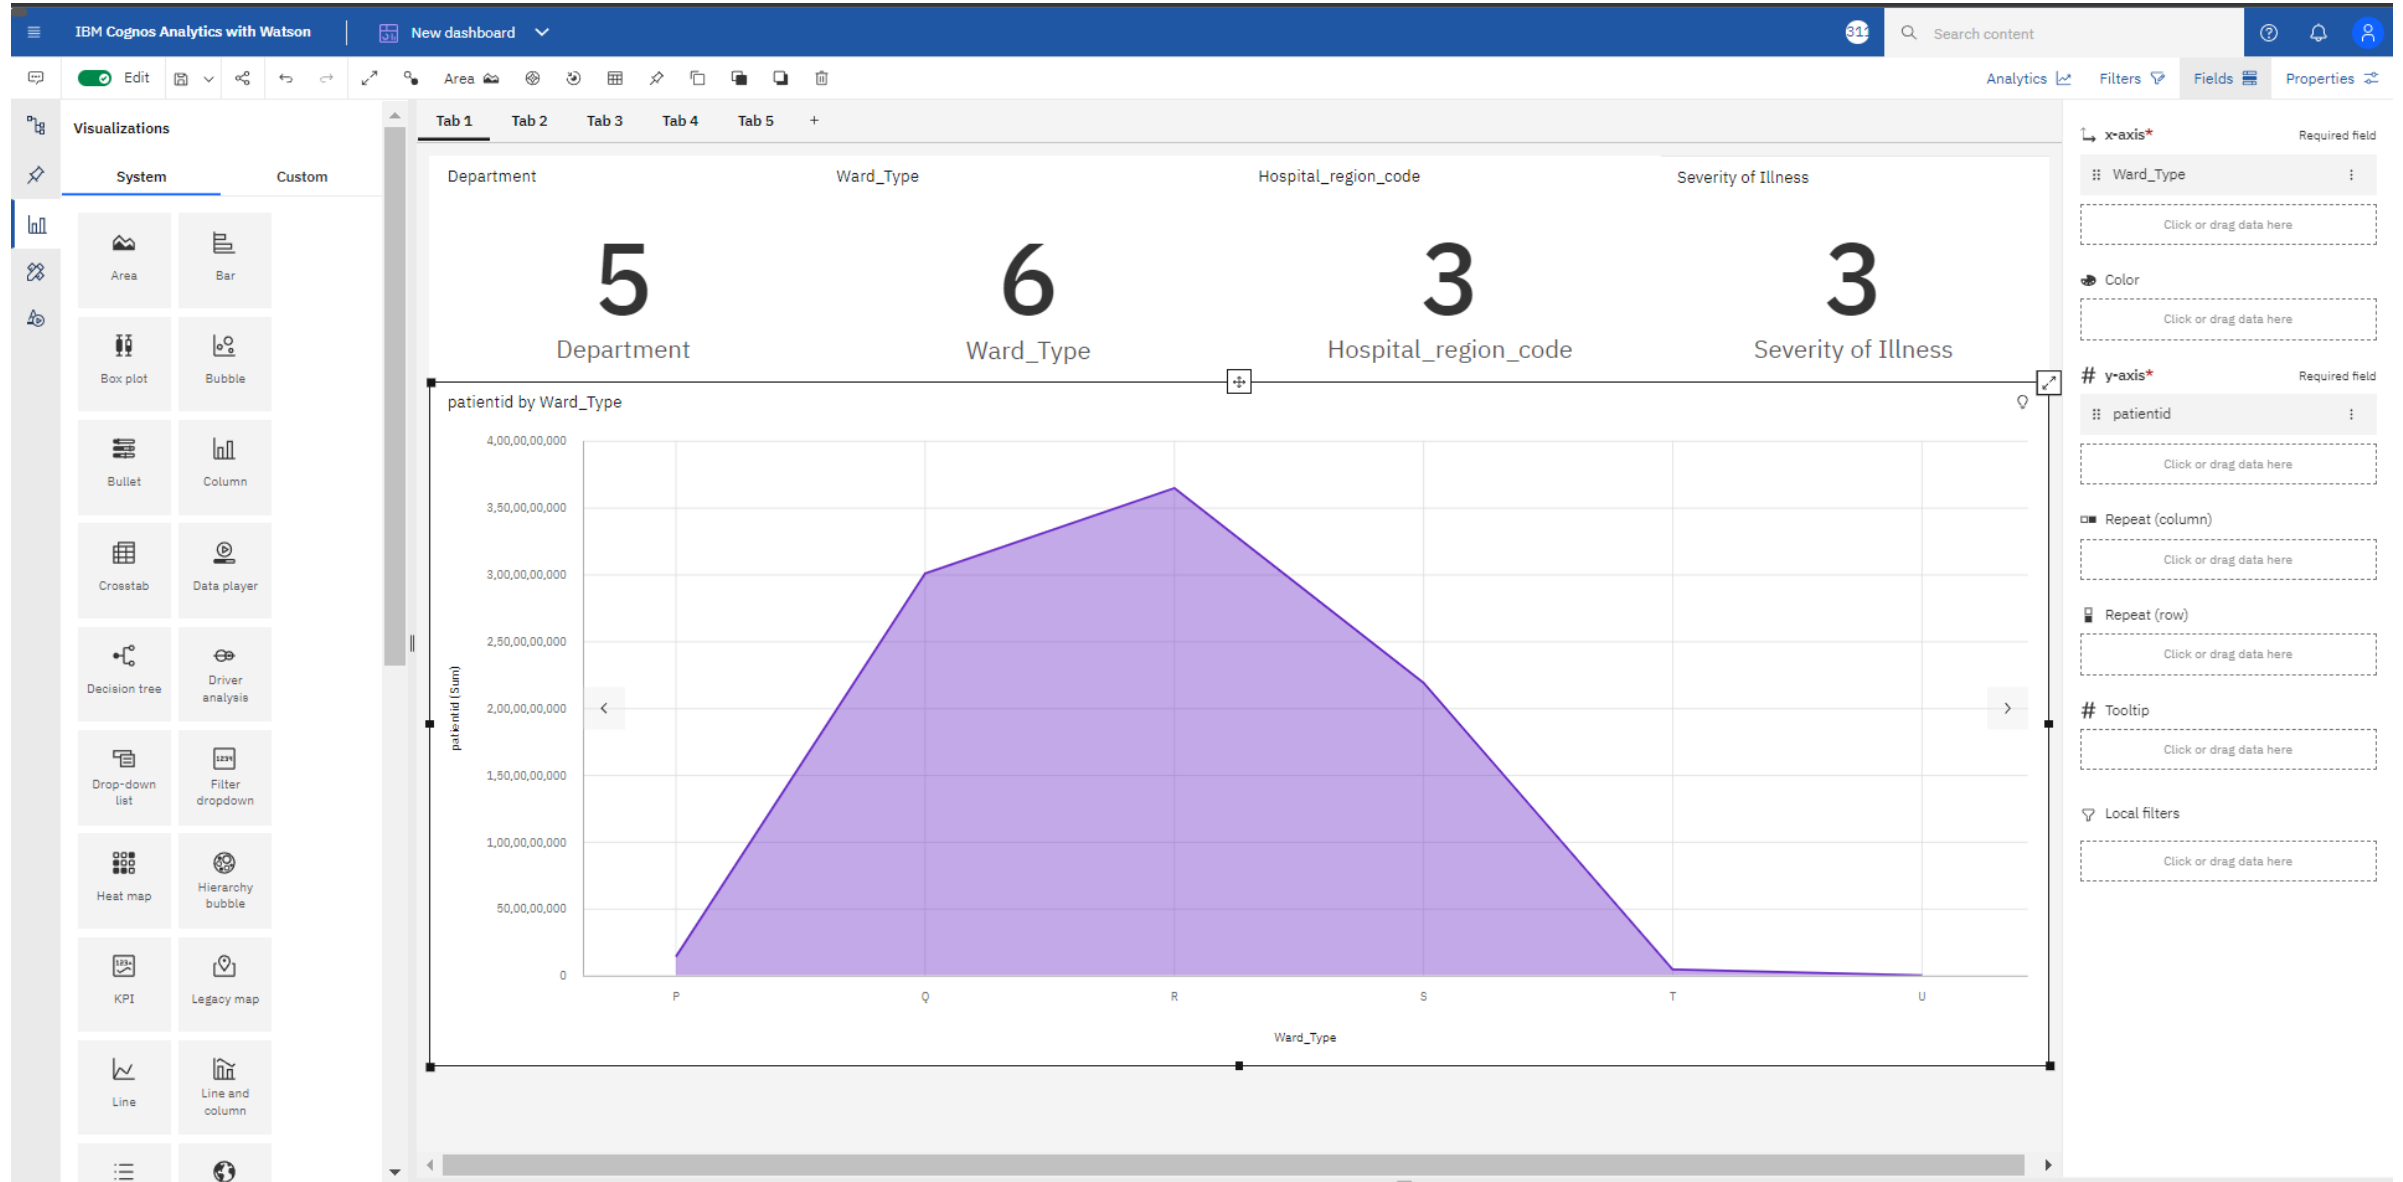 IBM Cognos Analytics with Watson
New dashboard
311
Search content
Edit
Area
Analytics
Filters
Fields
Properties
Visualizations
System
Custom
Area
Bar
Box plot
Bubble
Bullet
Column
Crosstab
Data player
Decision tree
Driver
analysis
Drop-down
list
1234
Filter
dropdown
Heat map
Hierarchy
bubble
KPI
Legacy map
Line
Line and
column
Tab 1
Tab 2
Tab 3
Tab 4
Tab 5
+
Department
5
Department
Ward_Type
6
Ward_Type
Hospital_region_code
3
Hospital_region_code
Severity of Illness
3
Severity of Illness
patientid by Ward_Type
patientid (Sum)
4,00,00,00,000
3,50,00,00,000
3,00,00,00,000
2,50,00,00,000
2,00,00,00,000
1,50,00,00,000
1,00,00,00,000
50,00,00,000
0
P
Q
R
S
T
U
Ward_Type
x-axis*
Required field
Ward_Type
Click or drag data here
Color
Click or drag data here
# y-axis*
Required field
patientid
Click or drag data here
Repeat (column)
Click or drag data here
Repeat (row)
Click or drag data here
# Tooltip
Click or drag data here
Local filters
Click or drag data here